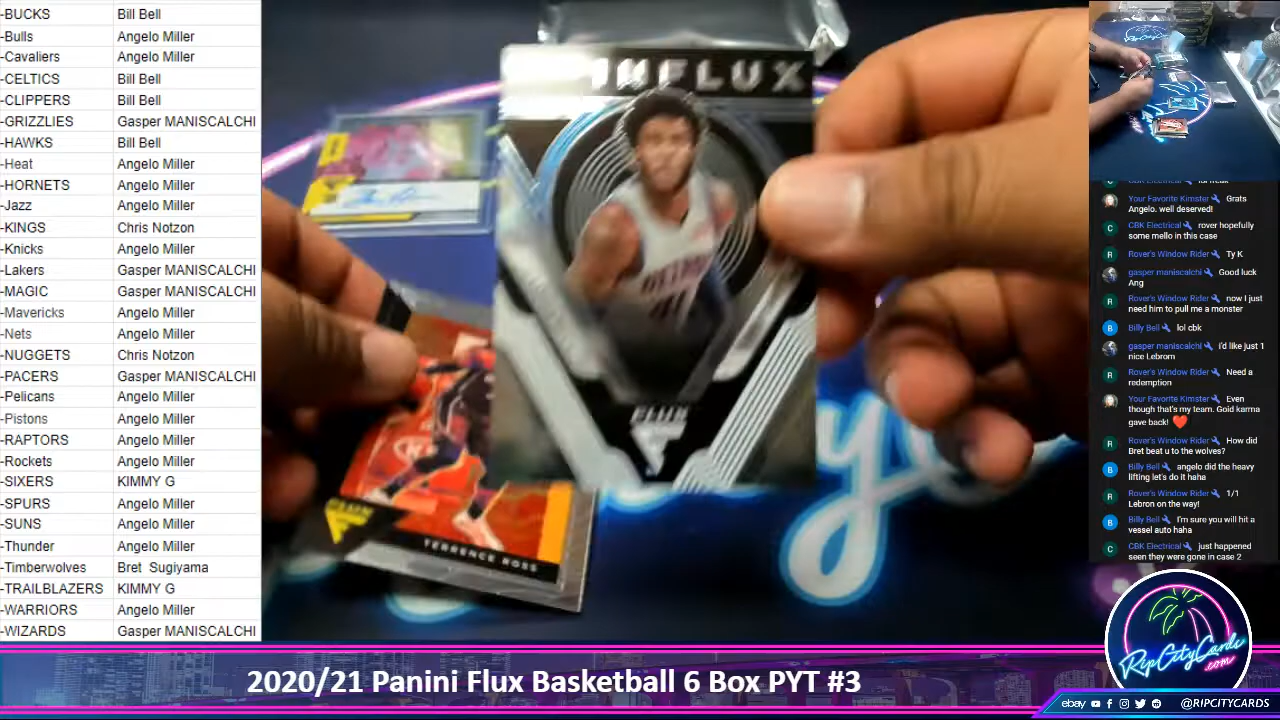 -BUCKS Bill Bell
-Bulls Angelo Miller
-Cavaliers Angelo Miller
-CELTICS Bill Bell
-CLIPPERS Bill Bell
-GRIZZLIES Gasper MANISCALCHI
-HAWKS Bill Bell
-Heat Angelo Miller
-HORNETS Angelo Miller
-Jazz Angelo Miller
-KINGS Chris Notzon
-Knicks Angelo Miller
-Lakers Gasper MANISCALCHI
-MAGIC Gasper MANISCALCHI
-Mavericks Angelo Miller
-Nets Angelo Miller
-NUGGETS Chris Notzon
-PACERS Gasper MANISCALCHI
-Pelicans Angelo Miller
-Pistons Angelo Miller
-RAPTORS Angelo Miller
-Rockets Angelo Miller
-SIXERS KIMMY G
-SPURS Angelo Miller
-SUNS Angelo Miller
-Thunder Angelo Miller
-Timberwolves Bret Sugiyama
-TRAILBLAZERS KIMMY G
-WARRIORS Angelo Miller
-WIZARDS Gasper MANISCALCHI
INFLUX
FLUX
FLUX
TERRENCE ROSS
Your Favorite Kimster Grats
Angelo. well deserved!
C CBK Electrical rover hopefully
some mello in this case
R Rover's Window Rider Ty K
gasper maniscalchi Good luck
Ang
R Rover's Window Rider now I just
need him to pull me a monster
B Billy Bell lol cbk
gasper maniscalchi i'd like just 1
nice Lebrom
R Rover's Window Rider Need a
redemption
Your Favorite Kimster Even
though that's my team. Goid karma
gave back! ❤️
R Rover's Window Rider How did
Bret beat u to the wolves?
B Billy Bell angelo did the heavy
lifting let's do it haha
R Rover's Window Rider 1/1
Lebron on the way!
B Billy Bell I'm sure you will hit a
vessel auto haha
C CBK Electrical just happened
seen they were gone in case 2
RipCityCards
.com
2020/21 Panini Flux Basketball 6 Box PYT #3
ebay @RIPCITYCARDS